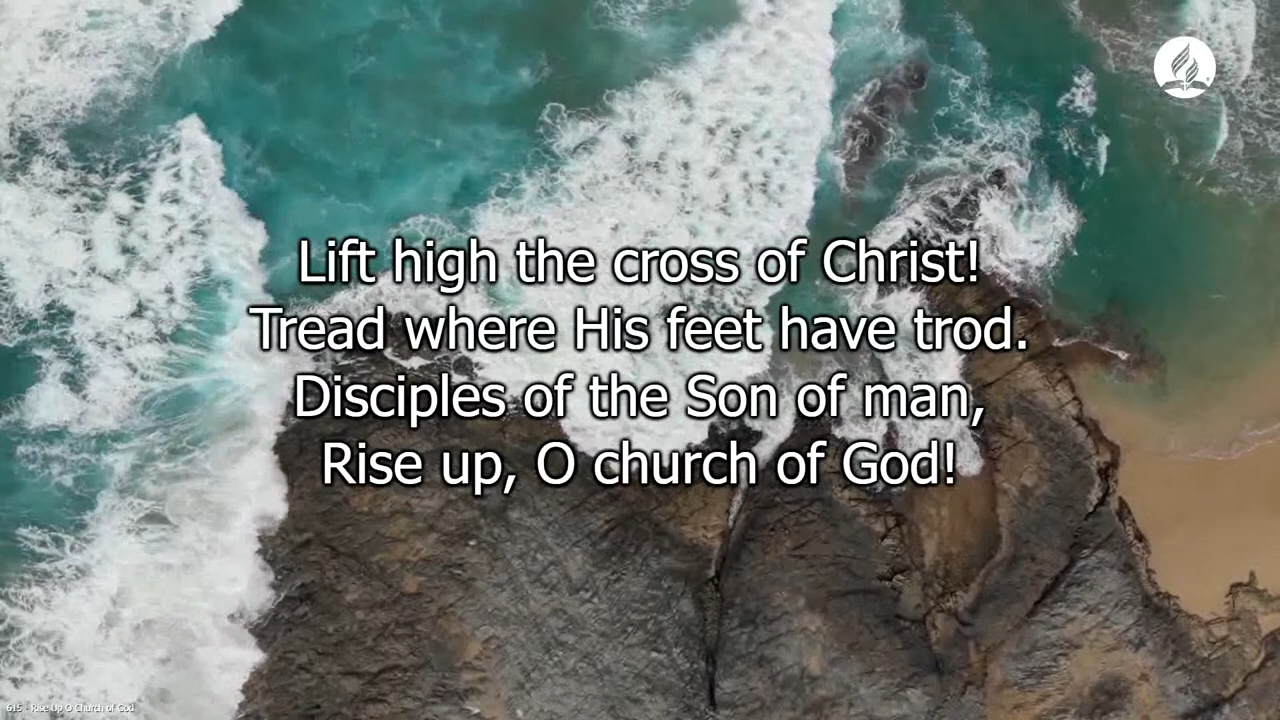 Lift high the cross of Christ!
Tread where His feet have trod.
Disciples of the Son of man,
Rise up, O church of God!
615 - Rise Up O Church of God